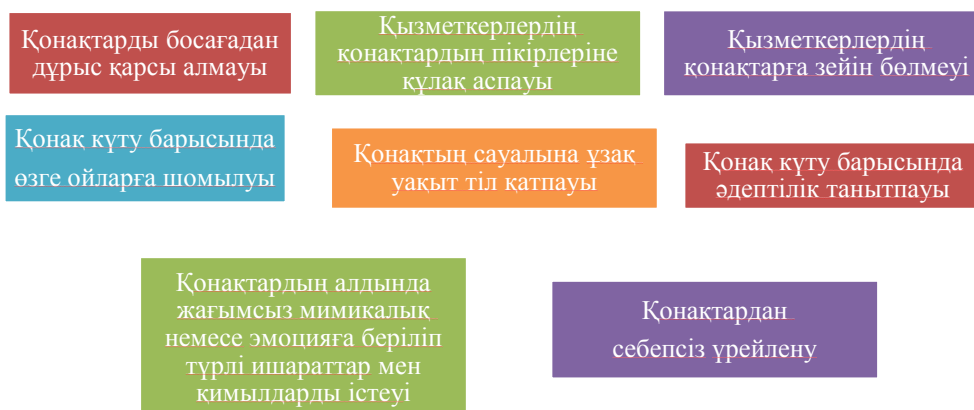 Қонақтарды босағадан
дұрыс қарсы алмауы
Қызметкерлердің
қонақтардың пікірлеріне
құлақ аспауы
Қызметкерлердің
қонақтарға зейін бөлмеуі
Қонақ күту барысында
өзге ойларға шомылуы
Қонақтың сауалына ұзақ
уақыт тіл қатпауы
Қонақ күту барысында
әдептілік танытпауы
Қонақтардың алдында
жағымсыз мимикалық
немесе эмоцияға беріліп
түрлі ишараттар мен
қимылдарды істеуі
Қонақтардан
себепсіз үрейлену